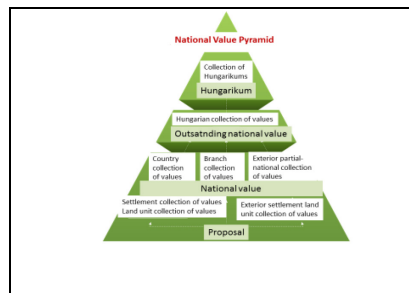 National Value Pyramid
Collection of
Hungarikums
Hungarikum
Hungarian collection of values
Outsatnding national value
Country
collection
of values
Branch
collection
of values
Exterior partial-
national collection
of values
National value
Settlement collection of values
Land unit collection of values
Exterior settlement land
unit collection of values
Proposal